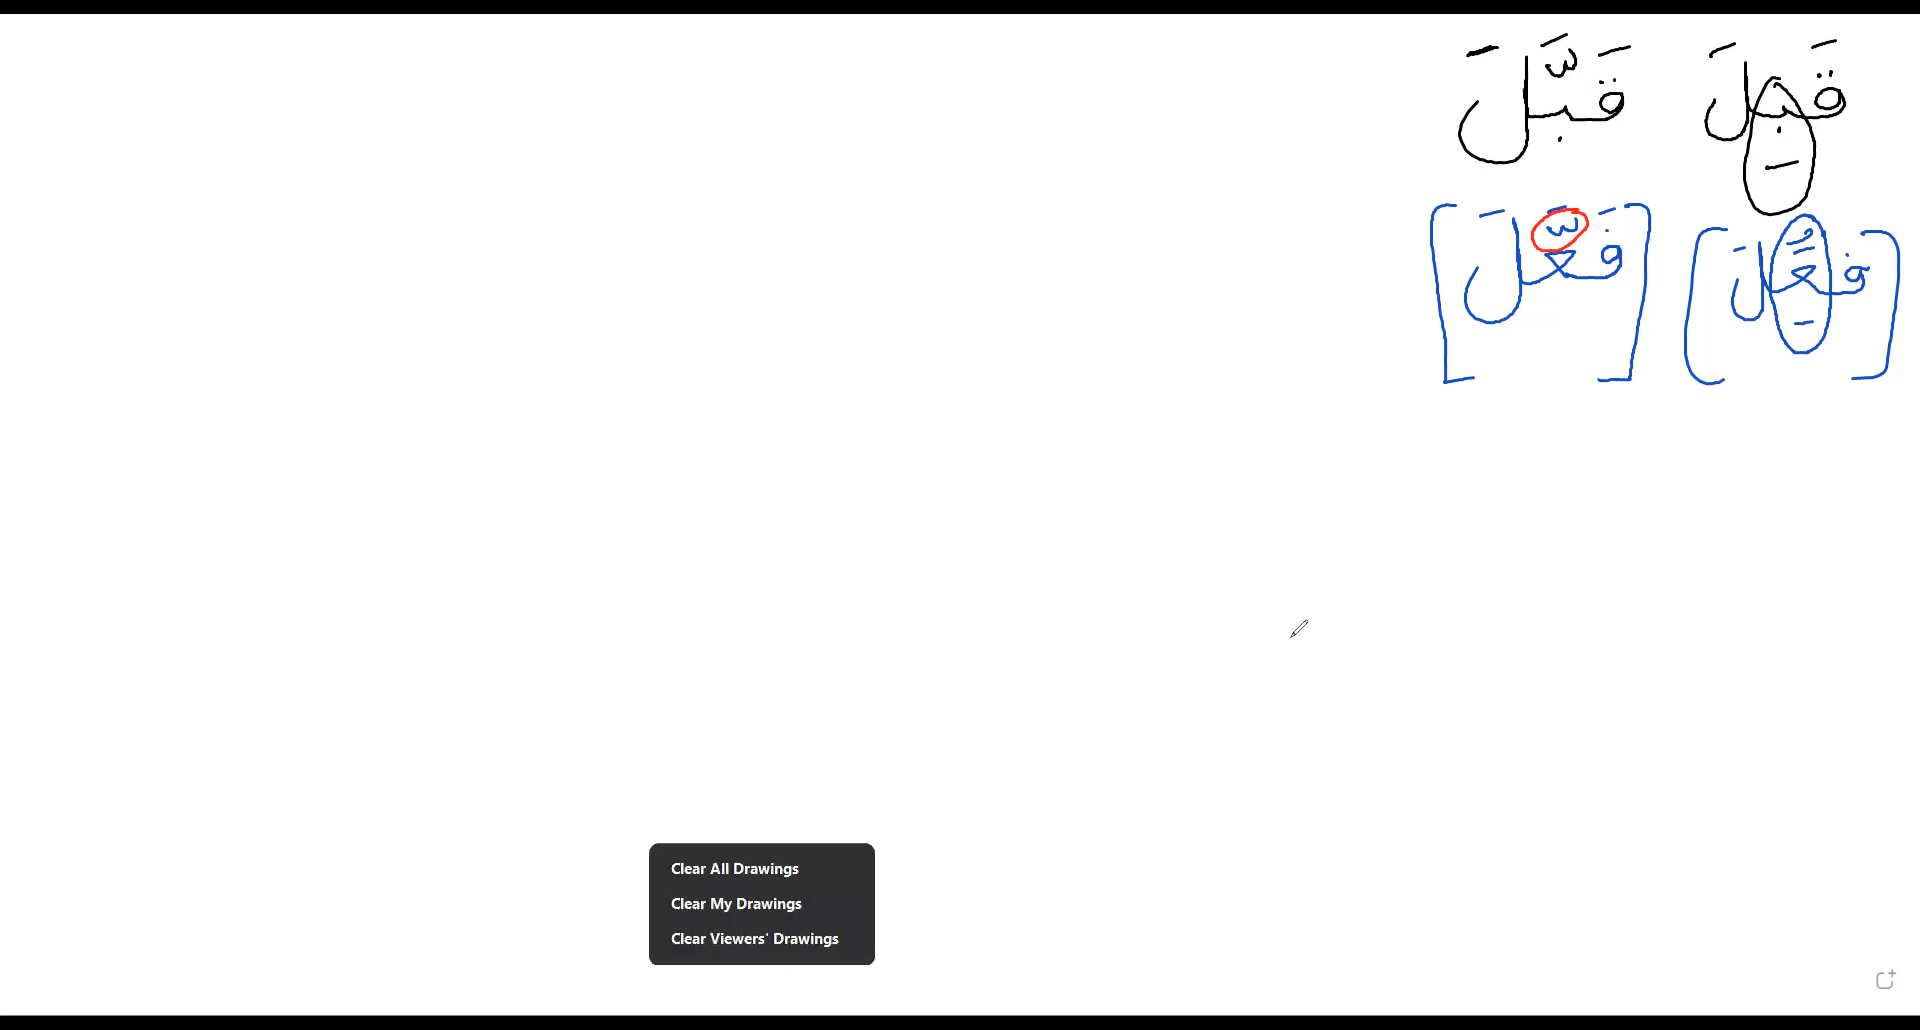 قَبِلَ قَبَّلَ
[فَعُِلَ] [فَعَّلَ]
Clear All Drawings
Clear My Drawings
Clear Viewers' Drawings